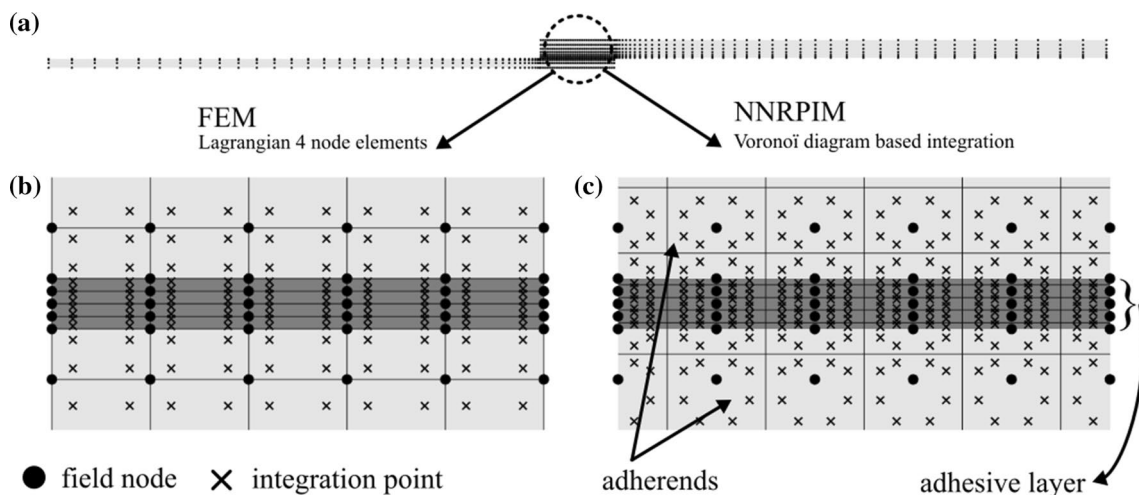 (a)
FEM
Lagrangian 4 node elements
NNRPIM
Voronoï diagram based integration
(b)
(c)
field node
integration point
adherends
adhesive layer